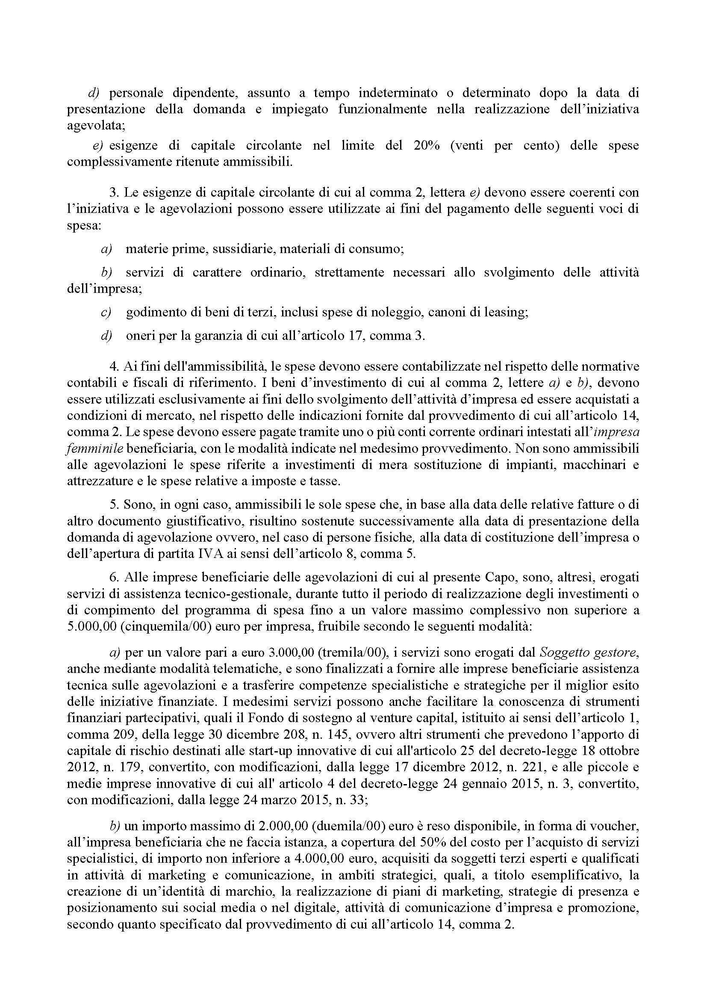 d) personale dipendente, assunto a tempo indeterminato o determinato dopo la data di
presentazione della domanda e impiegato funzionalmente nella realizzazione dell’iniziativa
agevolata;
e) esigenze di capitale circolante nel limite del 20% (venti per cento) delle spese
complessivamente ritenute ammissibili.
3. Le esigenze di capitale circolante di cui al comma 2, lettera e) devono essere coerenti con
l’iniziativa e le agevolazioni possono essere utilizzate ai fini del pagamento delle seguenti voci di
spesa:
a) materie prime, sussidiarie, materiali di consumo;
b) servizi di carattere ordinario, strettamente necessari allo svolgimento delle attività
dell’impresa;
c) godimento di beni di terzi, inclusi spese di noleggio, canoni di leasing;
d) oneri per la garanzia di cui all’articolo 17, comma 3.
4. Ai fini dell'ammissibilità, le spese devono essere contabilizzate nel rispetto delle normative
contabili e fiscali di riferimento. I beni d’investimento di cui al comma 2, lettere a) e b), devono
essere utilizzati esclusivamente ai fini dello svolgimento dell’attività d’impresa ed essere acquistati a
condizioni di mercato, nel rispetto delle indicazioni fornite dal provvedimento di cui all’articolo 14,
comma 2. Le spese devono essere pagate tramite uno o più conti corrente ordinari intestati all’impresa
femminile beneficiaria, con le modalità indicate nel medesimo provvedimento. Non sono ammissibili
alle agevolazioni le spese riferite a investimenti di mera sostituzione di impianti, macchinari e
attrezzature e le spese relative a imposte e tasse.
5. Sono, in ogni caso, ammissibili le sole spese che, in base alla data delle relative fatture o di
altro documento giustificativo, risultino sostenute successivamente alla data di presentazione della
domanda di agevolazione ovvero, nel caso di persone fisiche, alla data di costituzione dell’impresa o
dell’apertura di partita IVA ai sensi dell’articolo 8, comma 5.
6. Alle imprese beneficiarie delle agevolazioni di cui al presente Capo, sono, altresì, erogati
servizi di assistenza tecnico-gestionale, durante tutto il periodo di realizzazione degli investimenti o
di compimento del programma di spesa fino a un valore massimo complessivo non superiore a
5.000,00 (cinquemila/00) euro per impresa, fruibile secondo le seguenti modalità:
a) per un valore pari a euro 3.000,00 (tremila/00), i servizi sono erogati dal Soggetto gestore,
anche mediante modalità telematiche, e sono finalizzati a fornire alle imprese beneficiarie assistenza
tecnica sulle agevolazioni e a trasferire competenze specialistiche e strategiche per il miglior esito
delle iniziative finanziate. I medesimi servizi possono anche facilitare la conoscenza di strumenti
finanziari partecipativi, quali il Fondo di sostegno al venture capital, istituito ai sensi dell’articolo 1,
comma 209, della legge 30 dicembre 208, n. 145, ovvero altri strumenti che prevedono l’apporto di
capitale di rischio destinati alle start-up innovative di cui all'articolo 25 del decreto-legge 18 ottobre
2012, n. 179, convertito, con modificazioni, dalla legge 17 dicembre 2012, n. 221, e alle piccole e
medie imprese innovative di cui all' articolo 4 del decreto-legge 24 gennaio 2015, n. 3, convertito,
con modificazioni, dalla legge 24 marzo 2015, n. 33;
b) un importo massimo di 2.000,00 (duemila/00) euro è reso disponibile, in forma di voucher,
all’impresa beneficiaria che ne faccia istanza, a copertura del 50% del costo per l’acquisto di servizi
specialistici, di importo non inferiore a 4.000,00 euro, acquisiti da soggetti terzi esperti e qualificati
in attività di marketing e comunicazione, in ambiti strategici, quali, a titolo esemplificativo, la
creazione di un’identità di marchio, la realizzazione di piani di marketing, strategie di presenza e
posizionamento sui social media o nel digitale, attività di comunicazione d’impresa e promozione,
secondo quanto specificato dal provvedimento di cui all’articolo 14, comma 2.